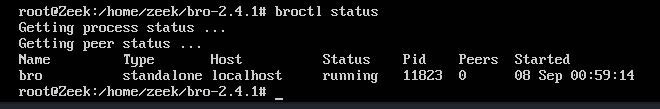 root@Zeek:/home/zeek/bro-2.4.1# broctl status
Getting process status ...
Getting peer status ...
Name         Type       Host             Status    Pid    Peers  Started
bro          standalone localhost        running   11823  0      08 Sep 00:59:14
root@Zeek:/home/zeek/bro-2.4.1# _